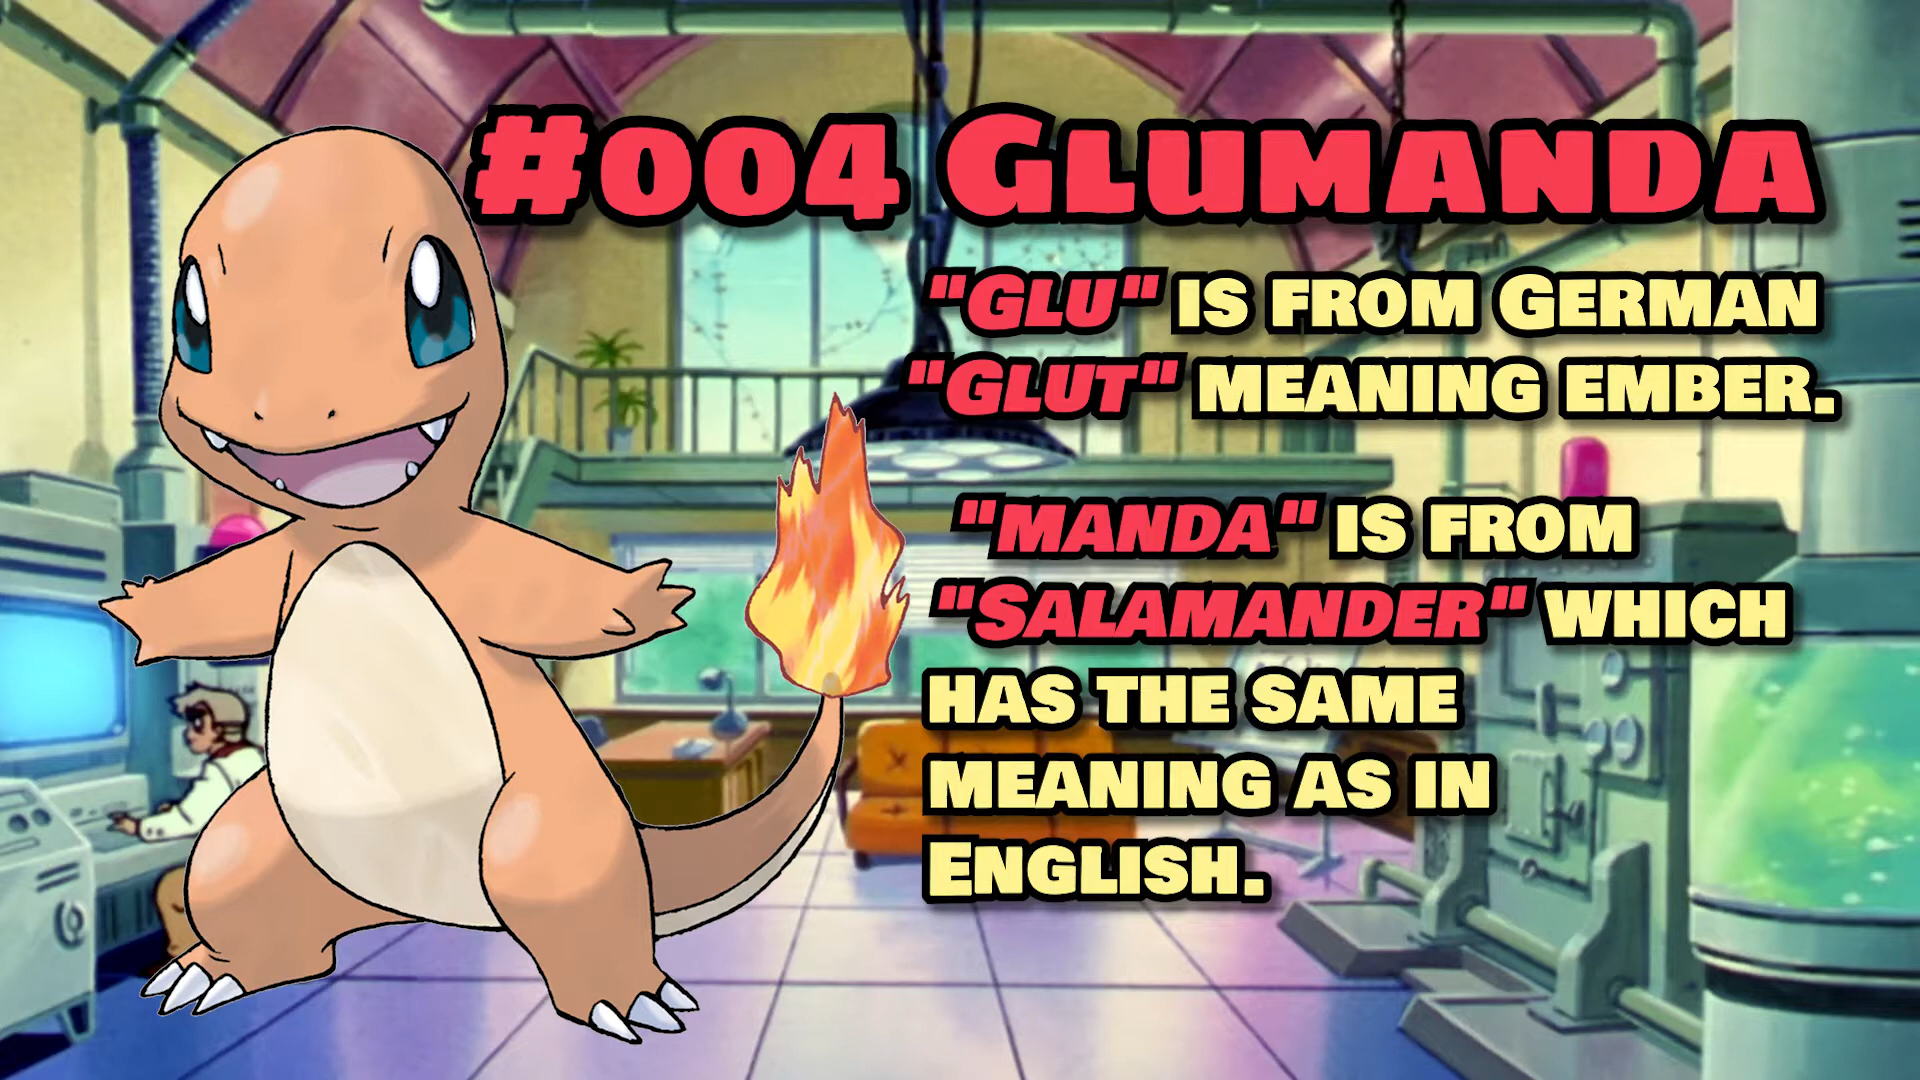 #004 Glumanda
"Glu" is from German
"Glut" meaning ember.
"manda" is from
"Salamander" which
has the same
meaning as in
English.